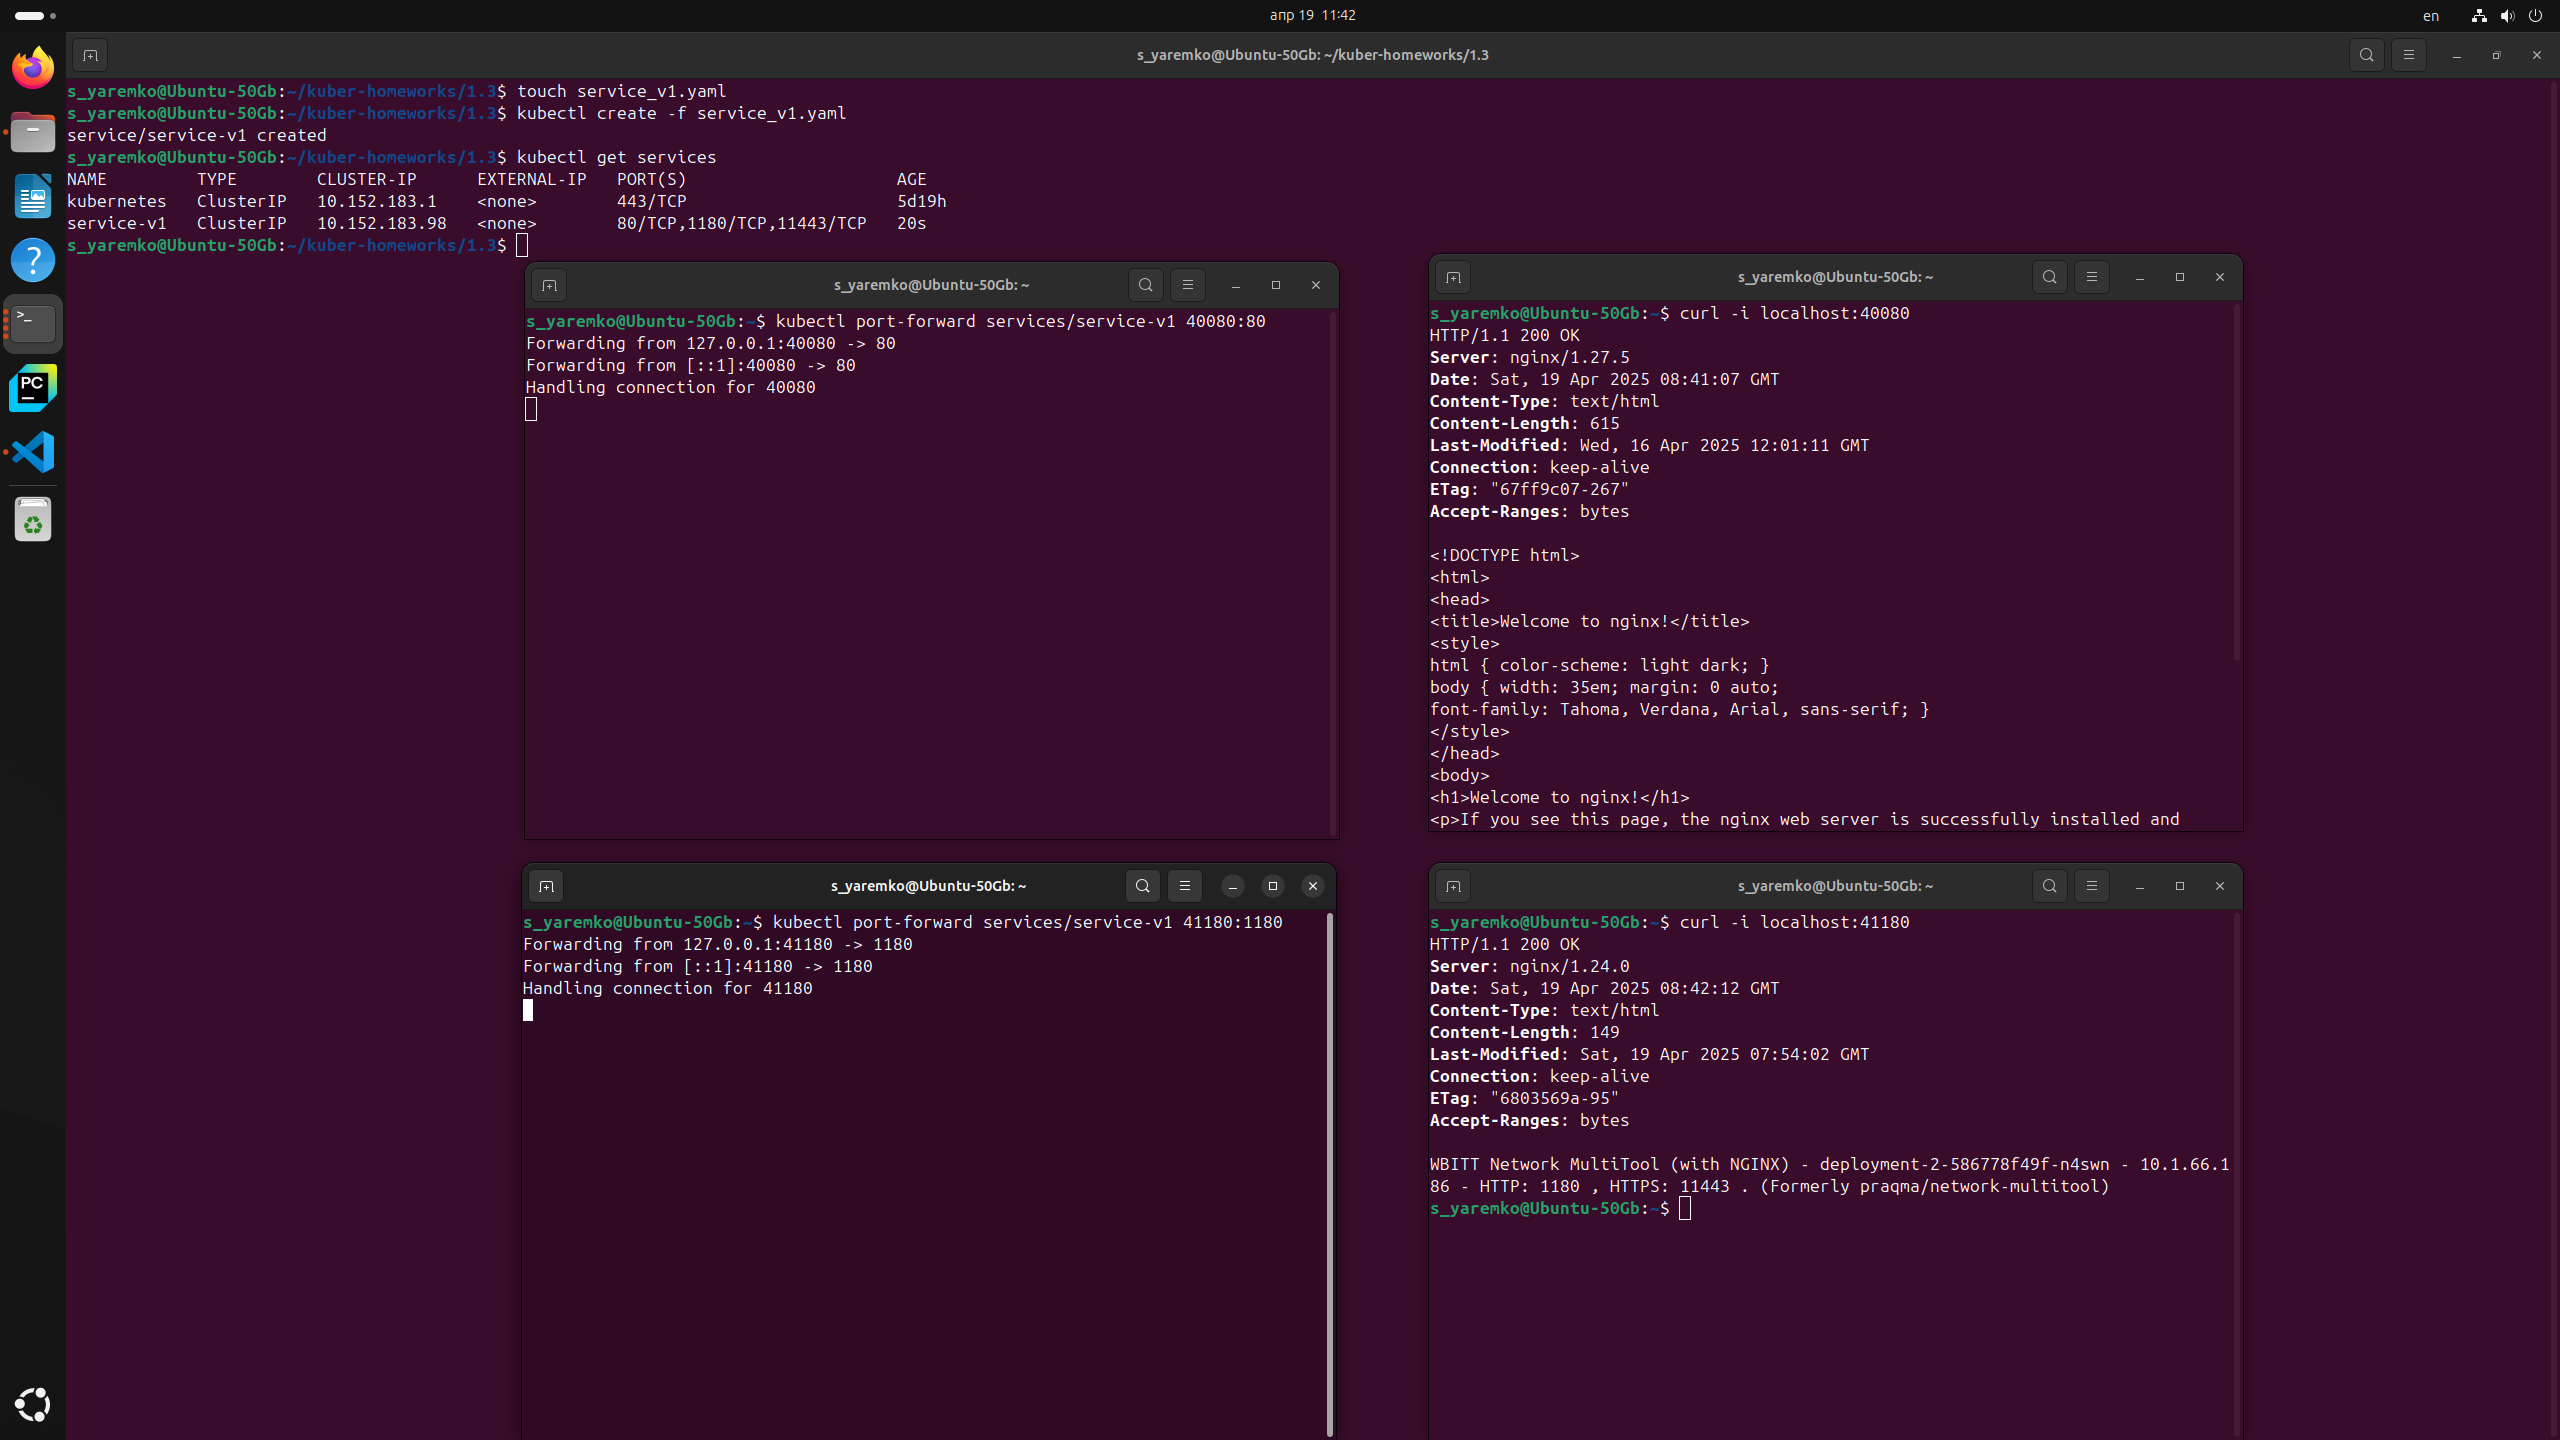 апр 19 11:42
en
s_yaremko@Ubuntu-50Gb: ~/kuber-homeworks/1.3
s_yaremko@Ubuntu-50Gb:~/kuber-homeworks/1.3$ touch service_v1.yaml
s_yaremko@Ubuntu-50Gb:~/kuber-homeworks/1.3$ kubectl create -f service_v1.yaml
service/service-v1 created
s_yaremko@Ubuntu-50Gb:~/kuber-homeworks/1.3$ kubectl get services
NAME TYPE CLUSTER-IP EXTERNAL-IP PORT(S) AGE
kubernetes ClusterIP 10.152.183.1 <none> 443/TCP 5d19h
service-v1 ClusterIP 10.152.183.98 <none> 80/TCP,1180/TCP,11443/TCP 20s
s_yaremko@Ubuntu-50Gb:~/kuber-homeworks/1.3$
s_yaremko@Ubuntu-50Gb: ~
s_yaremko@Ubuntu-50Gb:~$ kubectl port-forward services/service-v1 40080:80
Forwarding from 127.0.0.1:40080 -> 80
Forwarding from [::1]:40080 -> 80
Handling connection for 40080
s_yaremko@Ubuntu-50Gb: ~
s_yaremko@Ubuntu-50Gb:~$ curl -i localhost:40080
HTTP/1.1 200 OK
Server: nginx/1.27.5
Date: Sat, 19 Apr 2025 08:41:07 GMT
Content-Type: text/html
Content-Length: 615
Last-Modified: Wed, 16 Apr 2025 12:01:11 GMT
Connection: keep-alive
ETag: "67ff9c07-267"
Accept-Ranges: bytes
<!DOCTYPE html>
<html>
<head>
<title>Welcome to nginx!</title>
<style>
html { color-scheme: light dark; }
body { width: 35em; margin: 0 auto;
font-family: Tahoma, Verdana, Arial, sans-serif; }
</style>
</head>
<body>
<h1>Welcome to nginx!</h1>
<p>If you see this page, the nginx web server is successfully installed and
s_yaremko@Ubuntu-50Gb: ~
s_yaremko@Ubuntu-50Gb:~$ kubectl port-forward services/service-v1 41180:1180
Forwarding from 127.0.0.1:41180 -> 1180
Forwarding from [::1]:41180 -> 1180
Handling connection for 41180
s_yaremko@Ubuntu-50Gb: ~
s_yaremko@Ubuntu-50Gb:~$ curl -i localhost:41180
HTTP/1.1 200 OK
Server: nginx/1.24.0
Date: Sat, 19 Apr 2025 08:42:12 GMT
Content-Type: text/html
Content-Length: 149
Last-Modified: Sat, 19 Apr 2025 07:54:02 GMT
Connection: keep-alive
ETag: "6803569a-95"
Accept-Ranges: bytes
WBITT Network MultiTool (with NGINX) - deployment-2-586778f49f-n4swn - 10.1.66.1
86 - HTTP: 1180 , HTTPS: 11443 . (Formerly praqma/network-multitool)
s_yaremko@Ubuntu-50Gb:~$
>_
PC